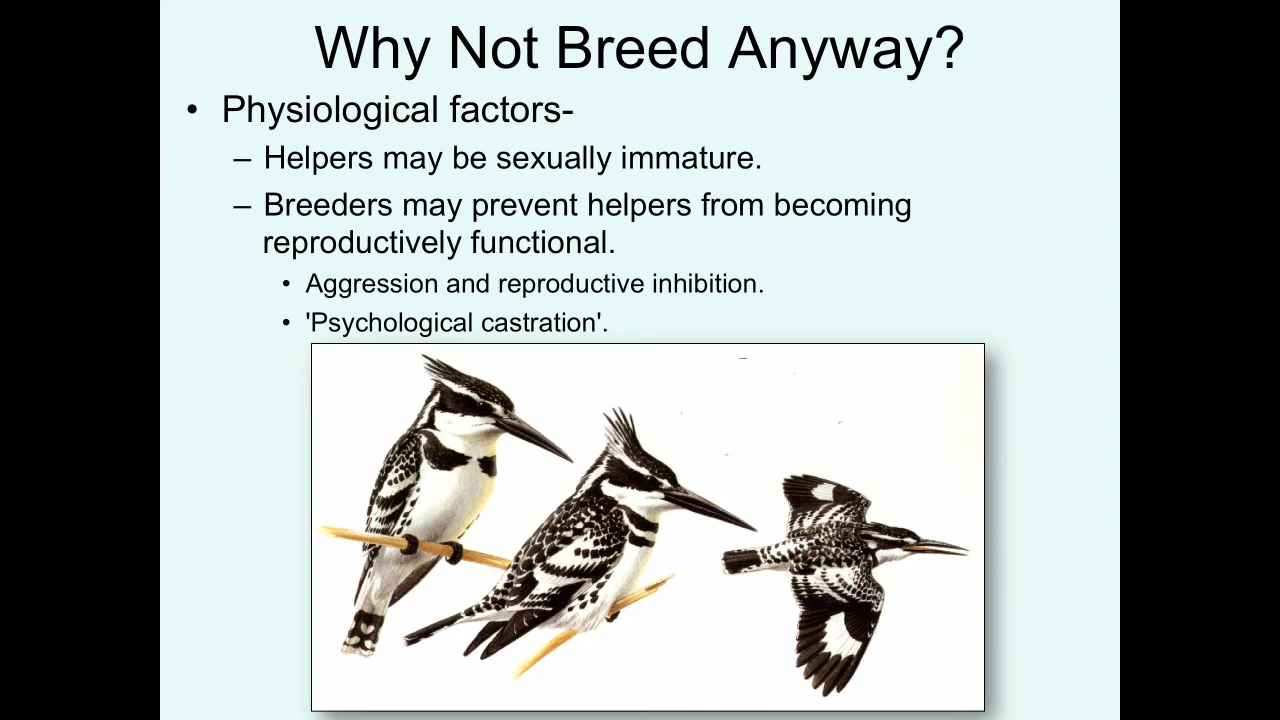 Why Not Breed Anyway?
• Physiological factors-
– Helpers may be sexually immature.
– Breeders may prevent helpers from becoming
reproductively functional.
• Aggression and reproductive inhibition.
• 'Psychological castration'.